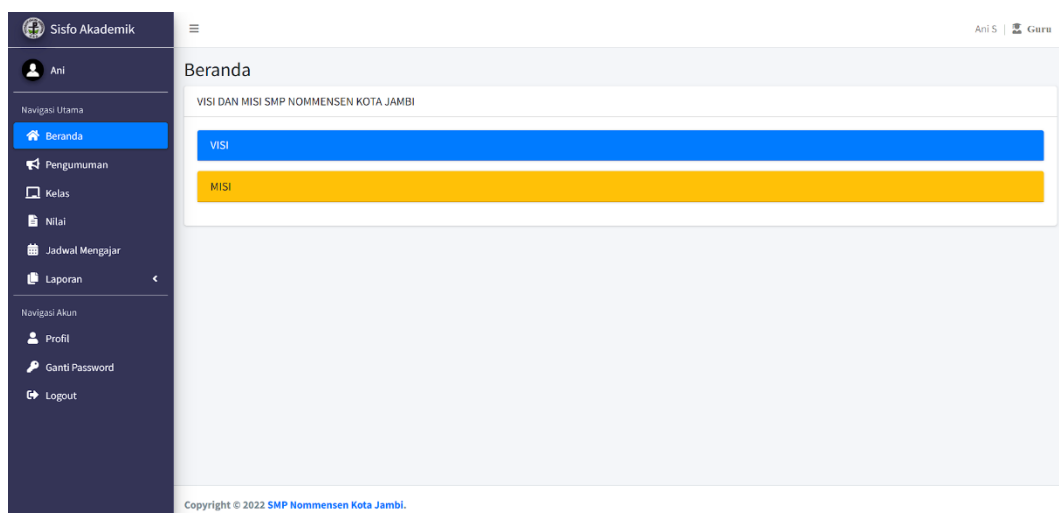 Sisfo Akademik
Ani S | Guru
Ani
Navigasi Utama
Beranda
Pengumuman
Kelas
Nilai
Jadwal Mengajar
Laporan
Navigasi Akun
Profil
Ganti Password
Logout
Beranda
VISI DAN MISI SMP NOMMENSEN KOTA JAMBI
VISI
MISI
Copyright © 2022 SMP Nommensen Kota Jambi.